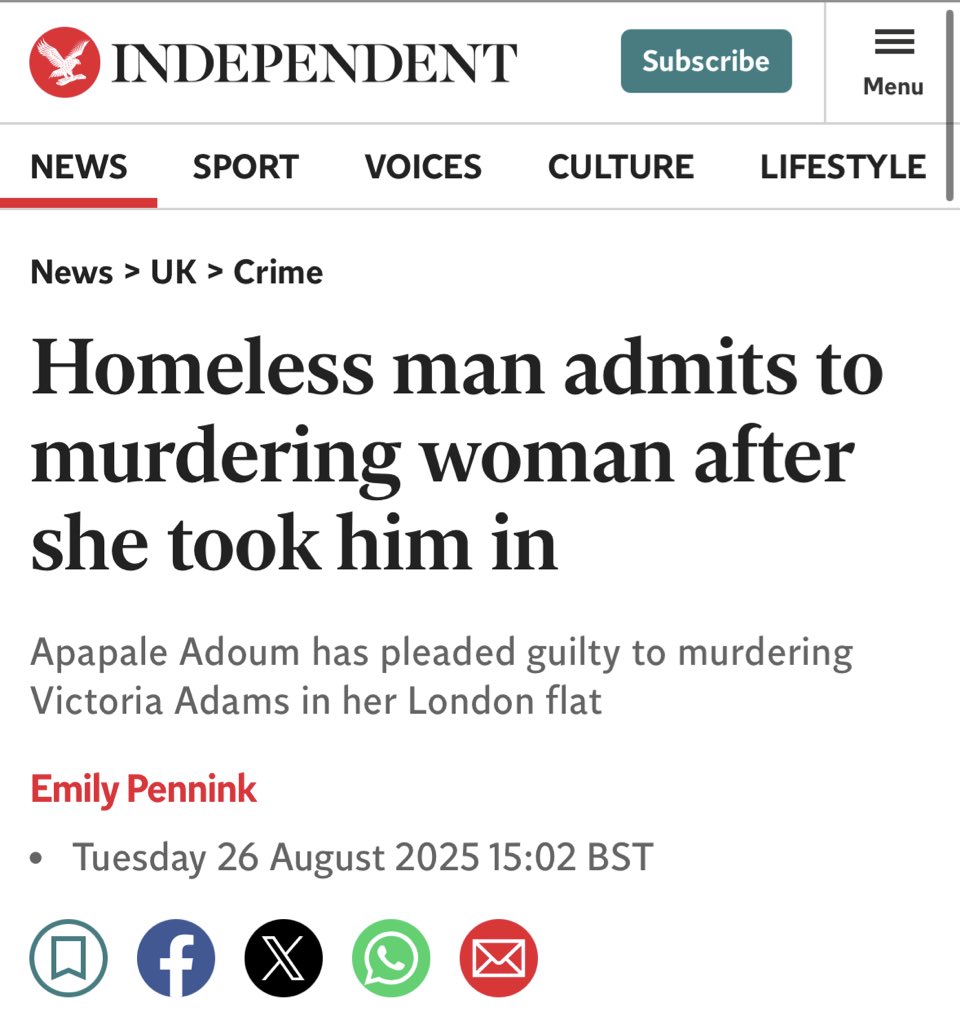 INDEPENDENT
Subscribe
Menu
NEWS SPORT VOICES CULTURE LIFESTYLE
News > UK > Crime
Homeless man admits to
murdering woman after
she took him in
Apapale Adoum has pleaded guilty to murdering
Victoria Adams in her London flat
Emily Pennink
• Tuesday 26 August 2025 15:02 BST